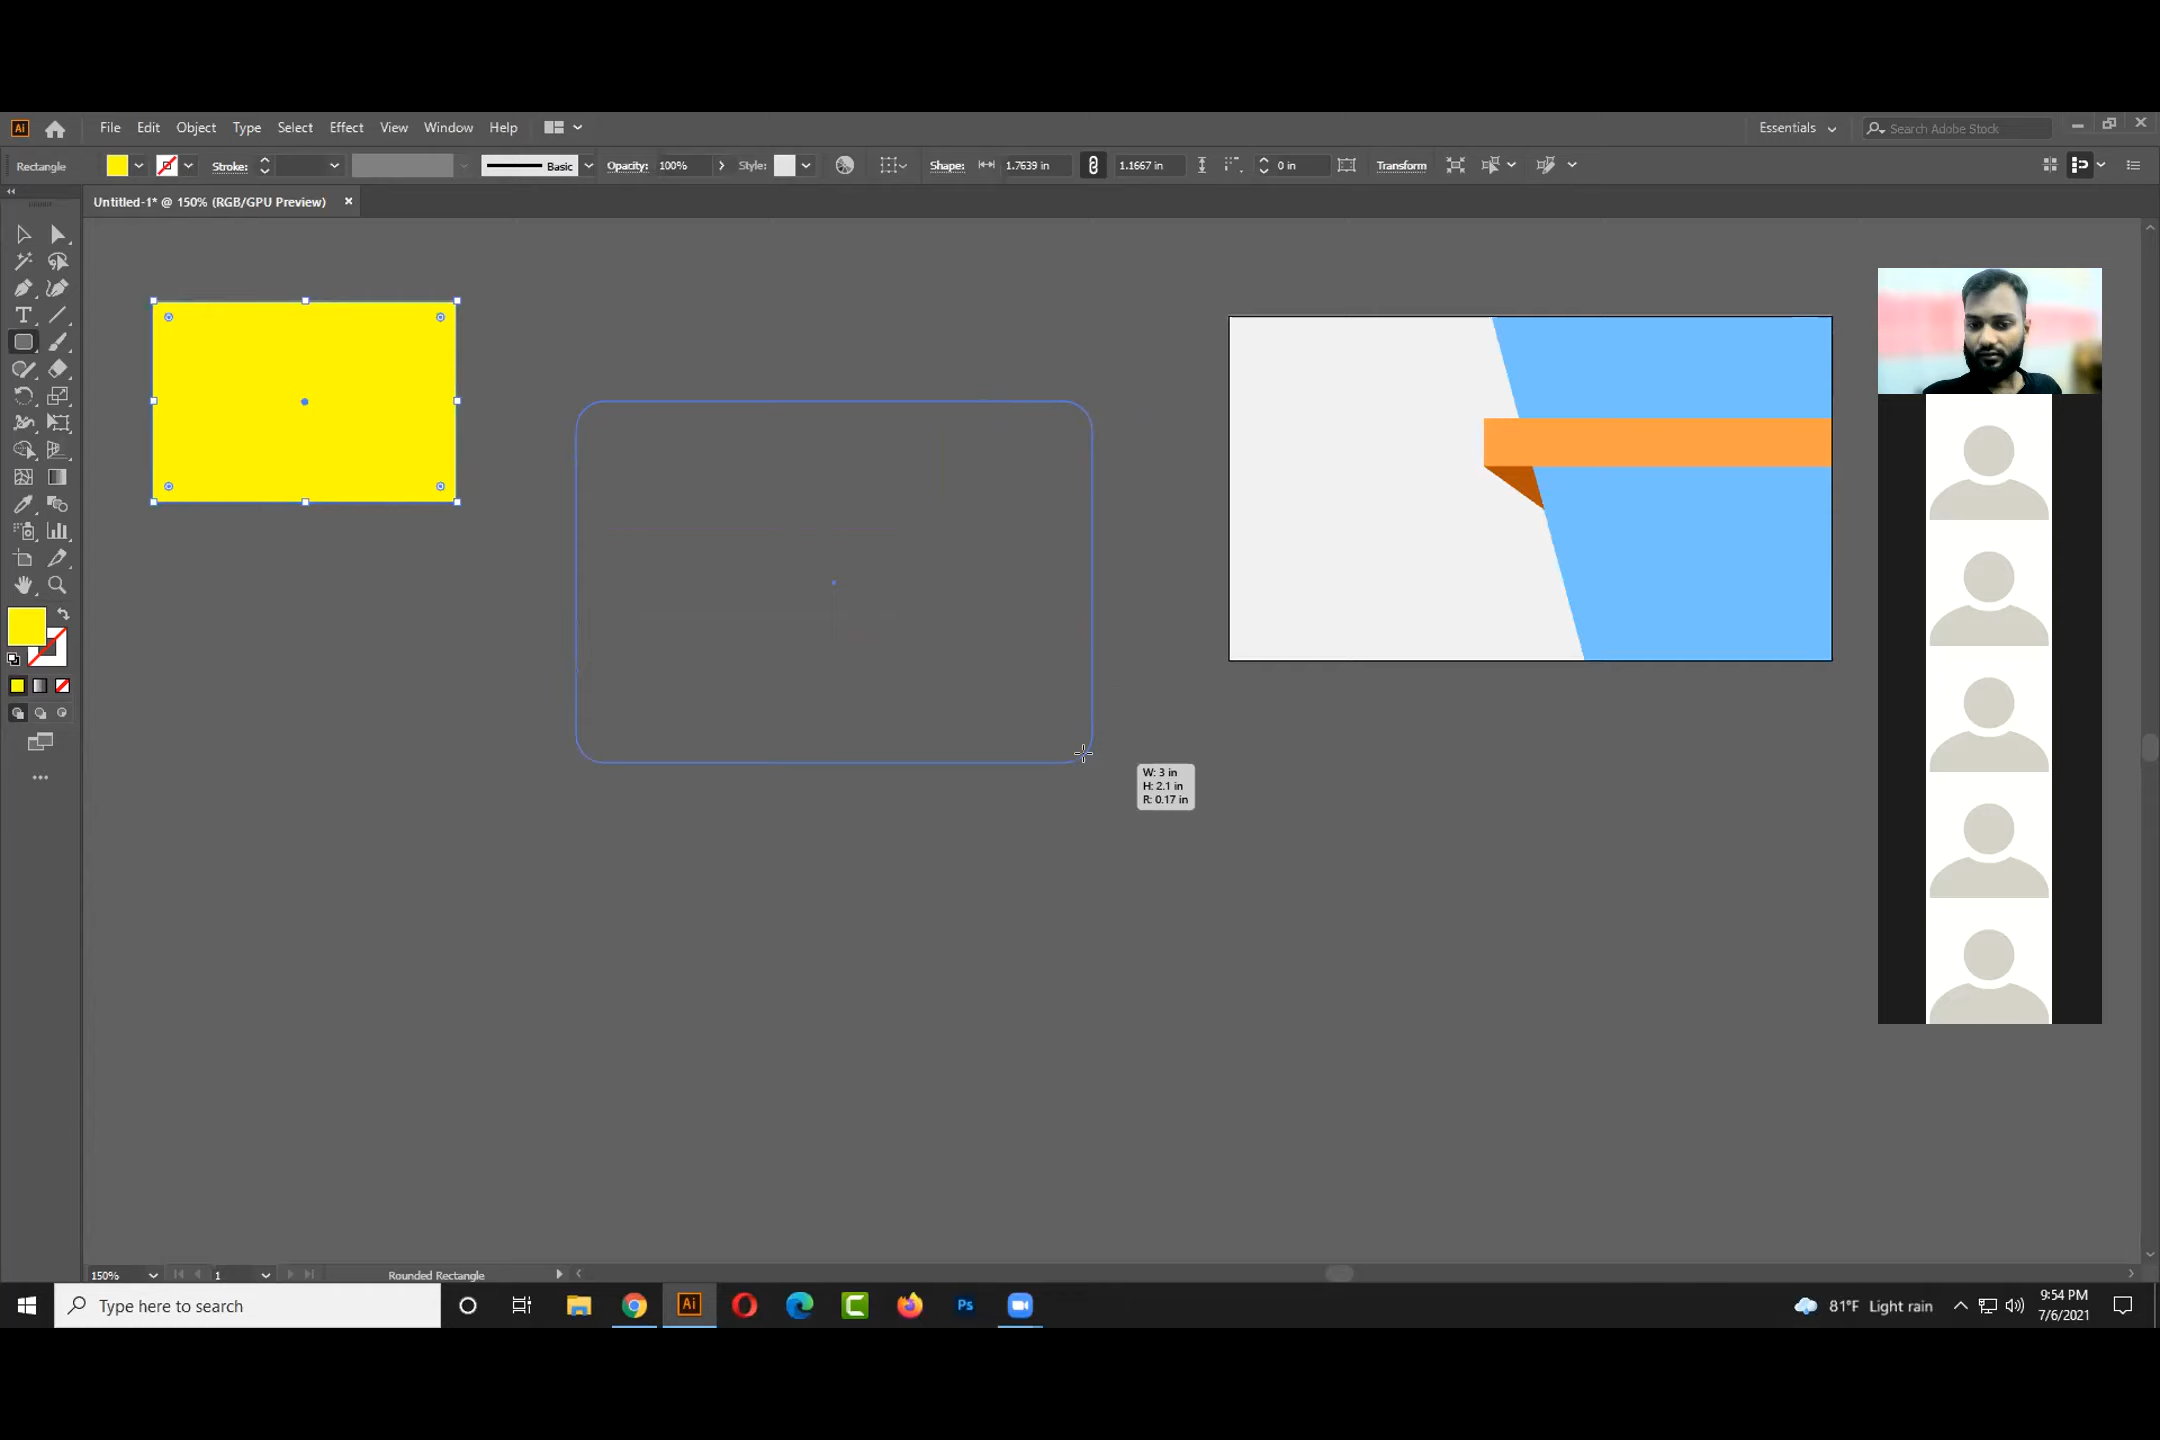 Ai File Edit Object Type Select Effect View Window Help Essentials Search Adobe Stock
Rectangle Stroke: Basic Opacity: 100% Style: Shape: 1.7639 in 1.1667 in 0 in Transform
Untitled-1* @ 150% (RGB/GPU Preview) ×
T
W: 3 in
H: 2.1 in
R: 0.17 in
150% 1 Rounded Rectangle
Type here to search Ai Ps 81°F Light rain 9:54 PM
7/6/2021